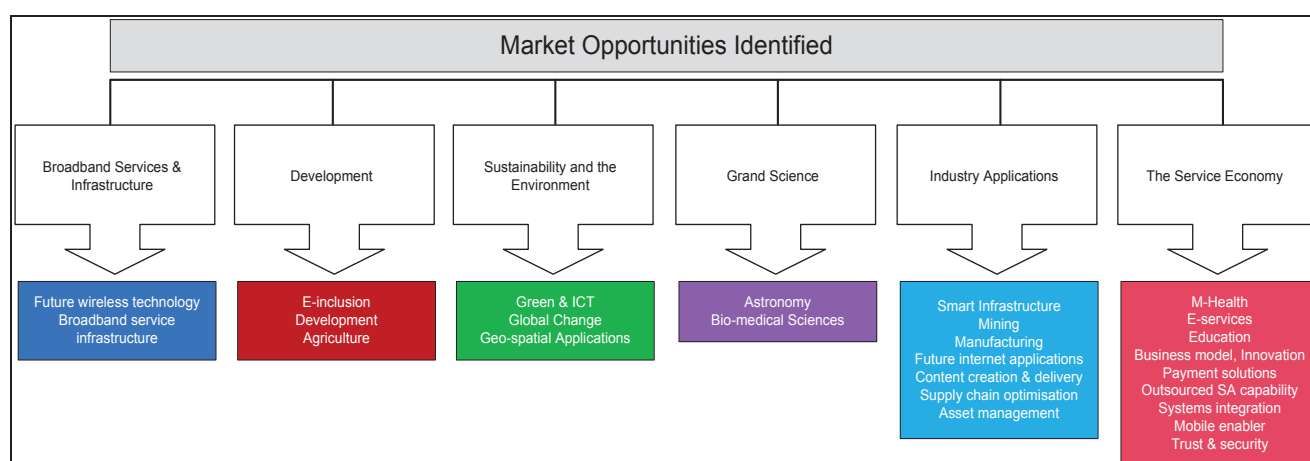 Market Opportunities Identified
Broadband Services &
Infrastructure
Development
Sustainability and the
Environment
Grand Science
Industry Applications
The Service Economy
Future wireless technology
Broadband service
infrastructure
E-inclusion
Development
Agriculture
Green & ICT
Global Change
Geo-spatial Applications
Astronomy
Bio-medical Sciences
Smart Infrastructure
Mining
Manufacturing
Future internet applications
Content creation & delivery
Supply chain optimisation
Asset management
M-Health
E-services
Education
Business model, Innovation
Payment solutions
Outsourced SA capability
Systems integration
Mobile enabler
Trust & security